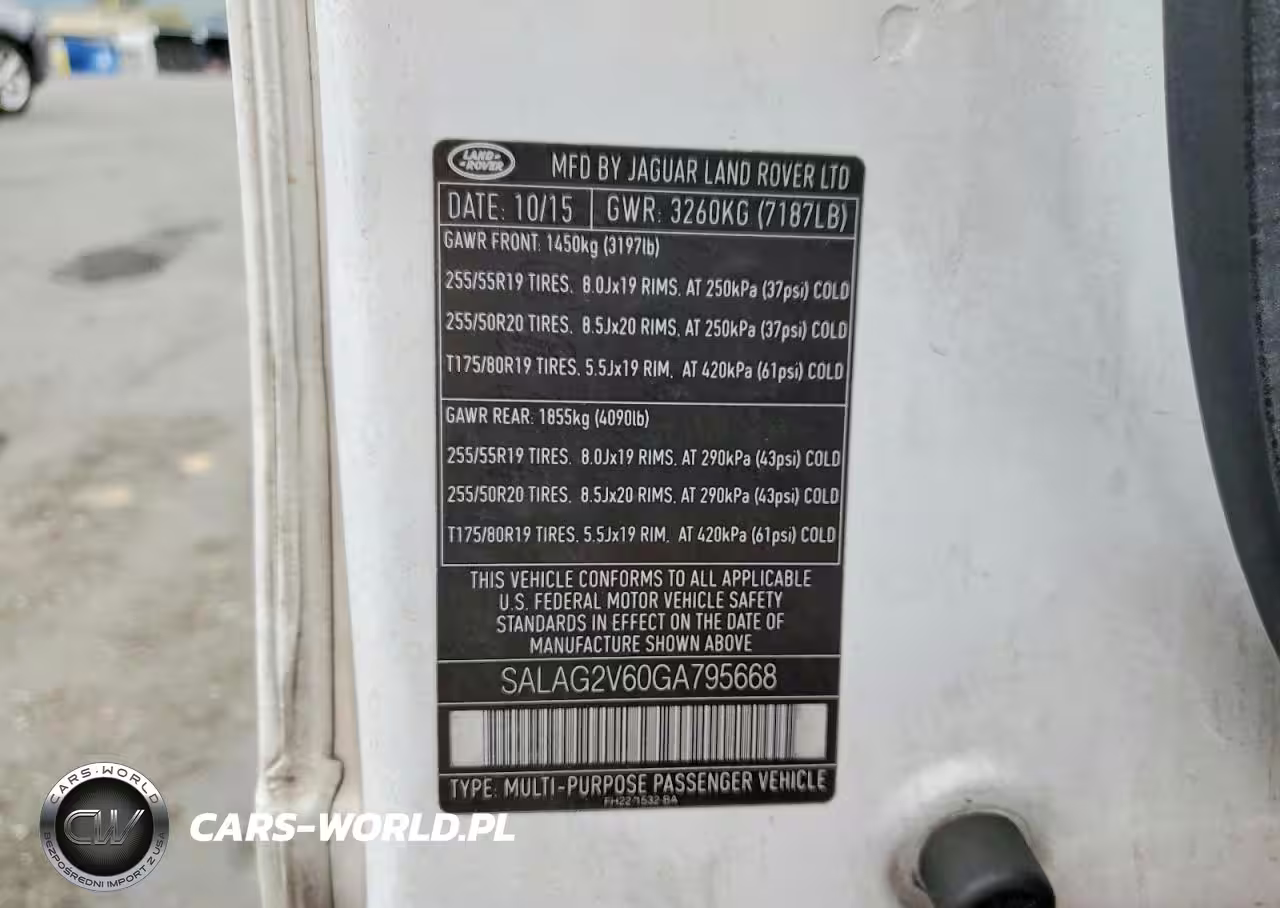 LAND ROVER
MFD BY JAGUAR LAND ROVER LTD
DATE: 10/15 GWR: 3260KG (7187LB)
GAWR FRONT: 1450kg (3197lb)
255/55R19 TIRES. 8.0Jx19 RIMS. AT 250kPa (37psi) COLD
255/50R20 TIRES. 8.5Jx20 RIMS. AT 250kPa (37psi) COLD
T175/80R19 TIRES. 5.5Jx19 RIM. AT 420kPa (61psi) COLD
GAWR REAR: 1855kg (4090lb)
255/55R19 TIRES. 8.0Jx19 RIMS. AT 290kPa (43psi) COLD
255/50R20 TIRES. 8.5Jx20 RIMS. AT 290kPa (43psi) COLD
T175/80R19 TIRES. 5.5Jx19 RIM. AT 420kPa (61psi) COLD
THIS VEHICLE CONFORMS TO ALL APPLICABLE
U.S. FEDERAL MOTOR VEHICLE SAFETY
STANDARDS IN EFFECT ON THE DATE OF
MANUFACTURE SHOWN ABOVE
SALAG2V60GA795668
TYPE: MULTI-PURPOSE PASSENGER VEHICLE
FH22-1532-BA
CARS-WORLD
CW
BEZPOŚREDNI IMPORT Z USA
CARS-WORLD.PL